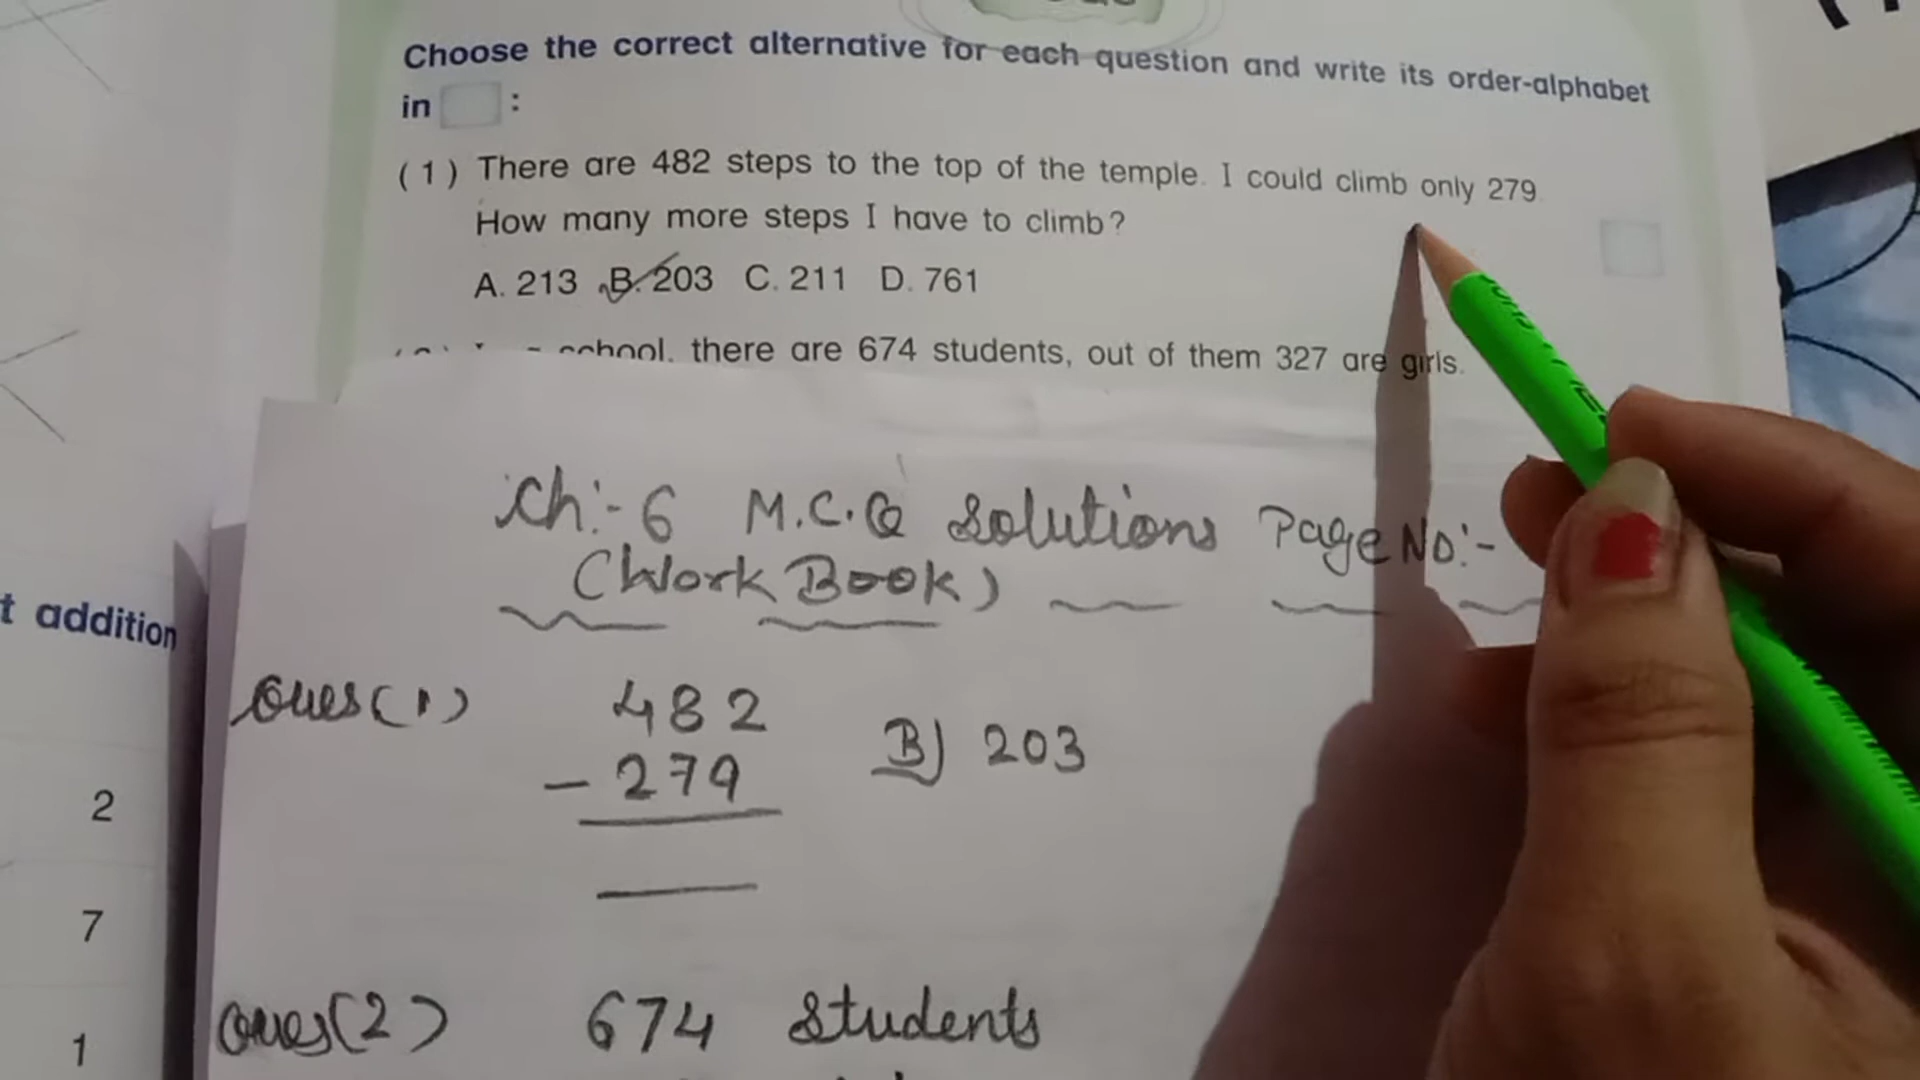 Choose the correct alternative for each question and write its order-alphabet
in :
(1) There are 482 steps to the top of the temple. I could climb only 279.
How many more steps I have to climb?
A. 213 B. 203 C. 211 D. 761
school, there are 674 students, out of them 327 are girls.
Ch:- 6 M.C.Q Solutions Page No:-
(Work Book)
t addition
Ques(1) 482 B) 203
- 279
2
7
Ques(2) 674 Students
1